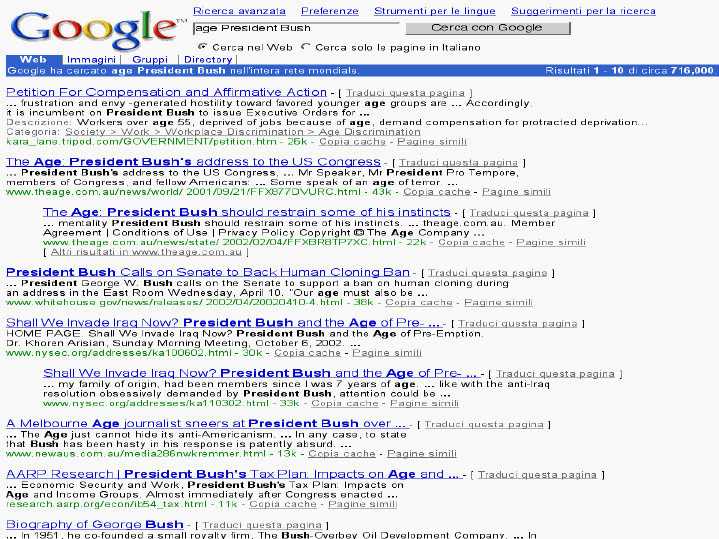 Ricerca avanzata Preferenze Strumenti per le lingue Suggerimenti per la ricerca
Google™
age President Bush Cerca con Google
Cerca nel Web Cerca solo le pagine in Italiano
Web Immagini Gruppi Directory
Google ha cercato age President Bush nell'intera rete mondiale. Risultati 1 - 10 di circa 716,000.
Petition For Compensation and Affirmative Action - [ Traduci questa pagina ]
... frustration and envy -generated hostility toward favored younger age groups are ... Accordingly,
it is incumbent on President Bush to issue Executive Orders for ...
Descrizione: Workers over age 55, deprived of jobs because of age, demand compensation for protracted deprivation...
Categoria: Society > Work > Workplace Discrimination > Age Discrimination
kara_lane.tripod.com/GOVERNMENT/petition.htm - 26k - Copia cache - Pagine simili
The Age: President Bush's address to the US Congress - [ Traduci questa pagina ]
... President Bush's address to the US Congress, ... Mr Speaker, Mr President Pro Tempore,
members of Congress, and fellow Americans: ... Some speak of an age of terror. ...
www.theage.com.au/news/world/ 2001/09/21/FFX877DVURC.html - 43k - Copia cache - Pagine simili
The Age: President Bush should restrain some of his instincts - [ Traduci questa pagina ]
... mentality President Bush should restrain some of his instincts. ... theage.com.au. Member
Agreement | Conditions of Use | Privacy Policy Copyright © The Age Company ...
www.theage.com.au/news/state/ 2002/02/04/FFXBR8TP7XC.html - 22k - Copia cache - Pagine simili
[ Altri risultati in www.theage.com.au ]
President Bush Calls on Senate to Back Human Cloning Ban - [ Traduci questa pagina ]
... President George W. Bush calls on the Senate to support a ban on human cloning during
an address in the East Room Wednesday, April 10. "Our age must also be ...
www.whitehouse.gov/news/releases/ 2002/04/20020410-4.html - 38k - Copia cache - Pagine simili
Shall We Invade Iraq Now? President Bush and the Age of Pre- ... - [ Traduci questa pagina ]
HOME PAGE. Shall We Invade Iraq Now? President Bush and the Age of Pre-Emption.
Dr. Khoren Arisian, Sunday Morning Meeting, October 6, 2002. ...
www.nysec.org/addresses/ka100602.html - 30k - Copia cache - Pagine simili
Shall We Invade Iraq Now? President Bush and the Age of Pre- ... - [ Traduci questa pagina ]
... my family of origin, had been members since I was 7 years of age. ... like with the anti-Iraq
resolution obsessively demanded by President Bush, attention could be ...
www.nysec.org/addresses/ka110302.html - 33k - Copia cache - Pagine simili
A Melbourne Age journalist sneers at President Bush over ... - [ Traduci questa pagina ]
... The Age just cannot hide its anti-Americanism. ... In any case, to state
that Bush has been hasty in his response is patently absurd. ...
www.newaus.com.au/media286nwkremmer.html - 13k - Copia cache - Pagine simili
AARP Research | President Bush's Tax Plan: Impacts on Age and ... - [ Traduci questa pagina ]
... Economic Security and Work, President Bush's Tax Plan: Impacts on
Age and Income Groups. Almost immediately after Congress enacted ...
research.aarp.org/econ/ib54_tax.html - 11k - Copia cache - Pagine simili
Biography of George Bush - [ Traduci questa pagina ]
... In 1951, he co-founded a small royalty firm, The Bush-Overbey Oil Development Company. ... In